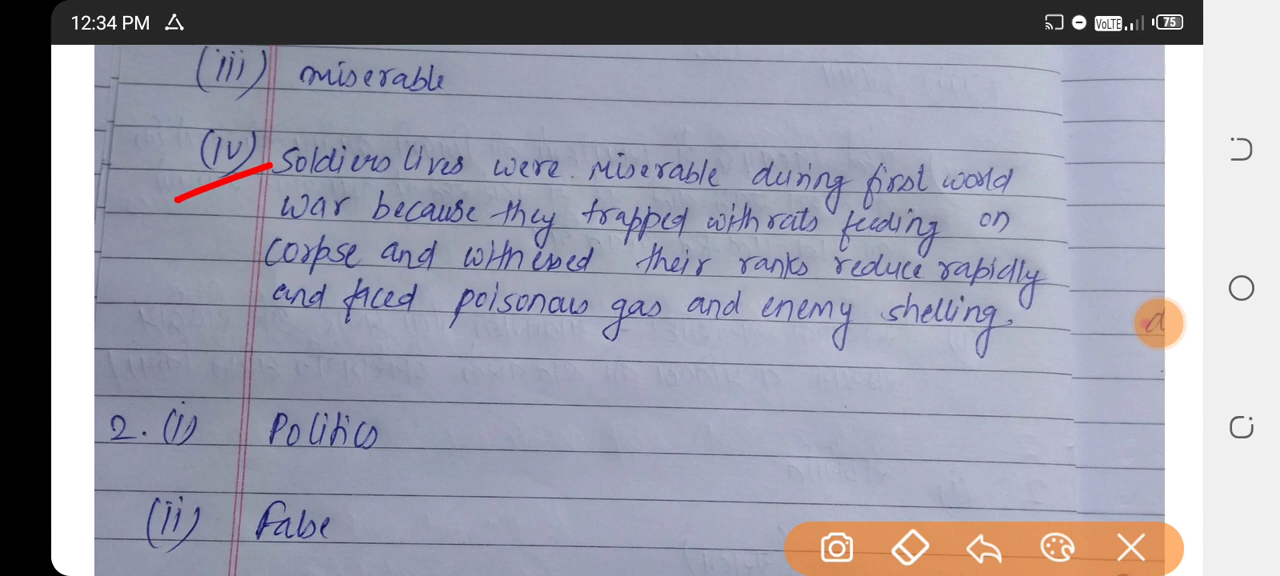 12:34 PM
VoLTE 75
(iii) miserable
(iv) Soldiers lives were miserable during first world
war because they trapped with rats feeding on
corpse and witnessed their ranks reduce rapidly
and faced poisonous gas and enemy shelling.
2. (i) Politics
(ii) False